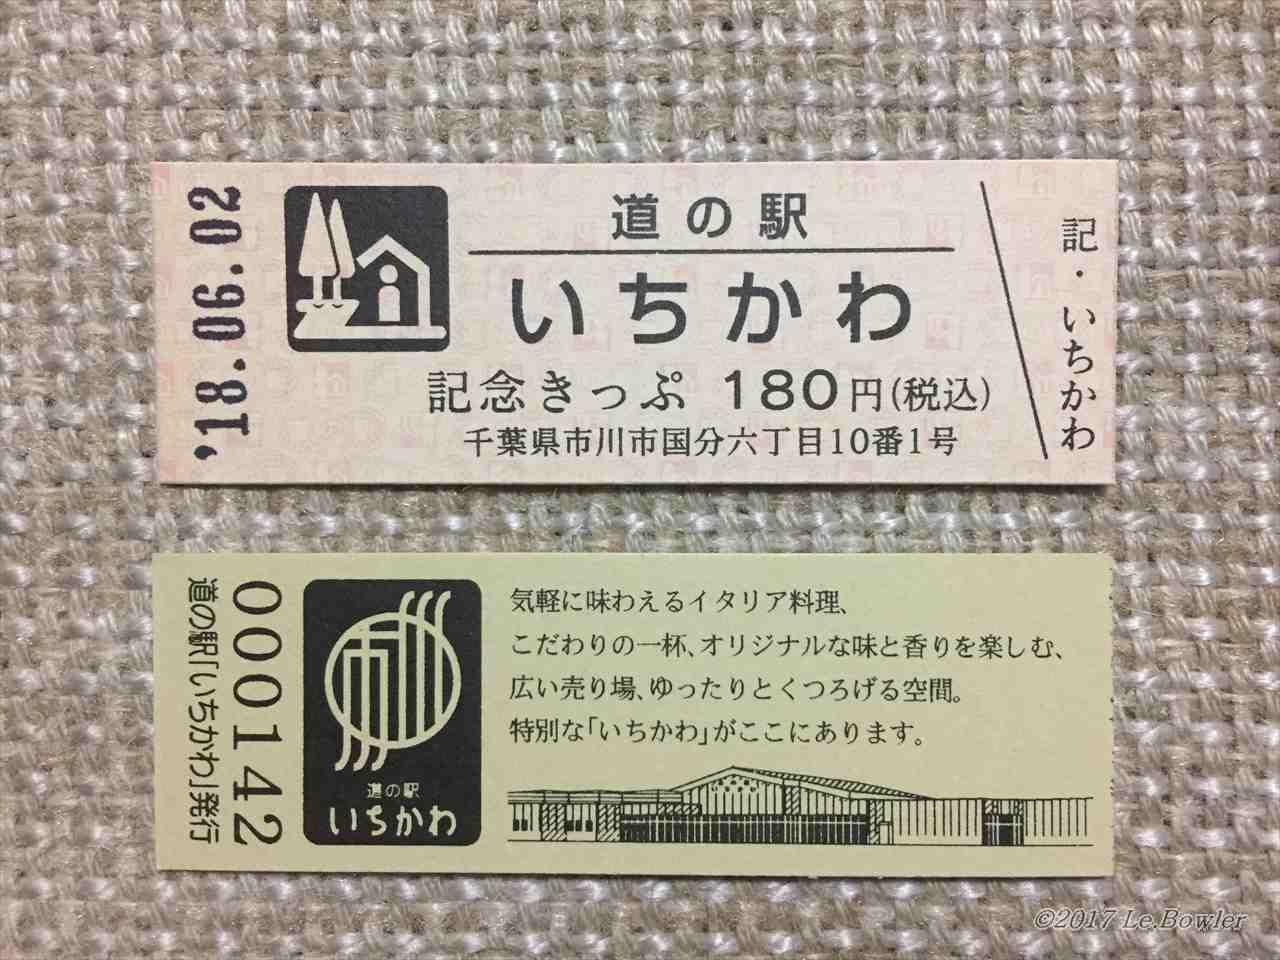 '18.06.02
道の駅
いちかわ
記念きっぷ 180円(税込)
千葉県市川市国分六丁目10番1号
記・いちかわ
道の駅「いちかわ」発行
000142
道の駅
いちかわ
気軽に味わえるイタリア料理、
こだわりの一杯、オリジナルな味と香りを楽しむ、
広い売り場、ゆったりとくつろげる空間。
特別な「いちかわ」がここにあります。
©2017 Le.Bowler